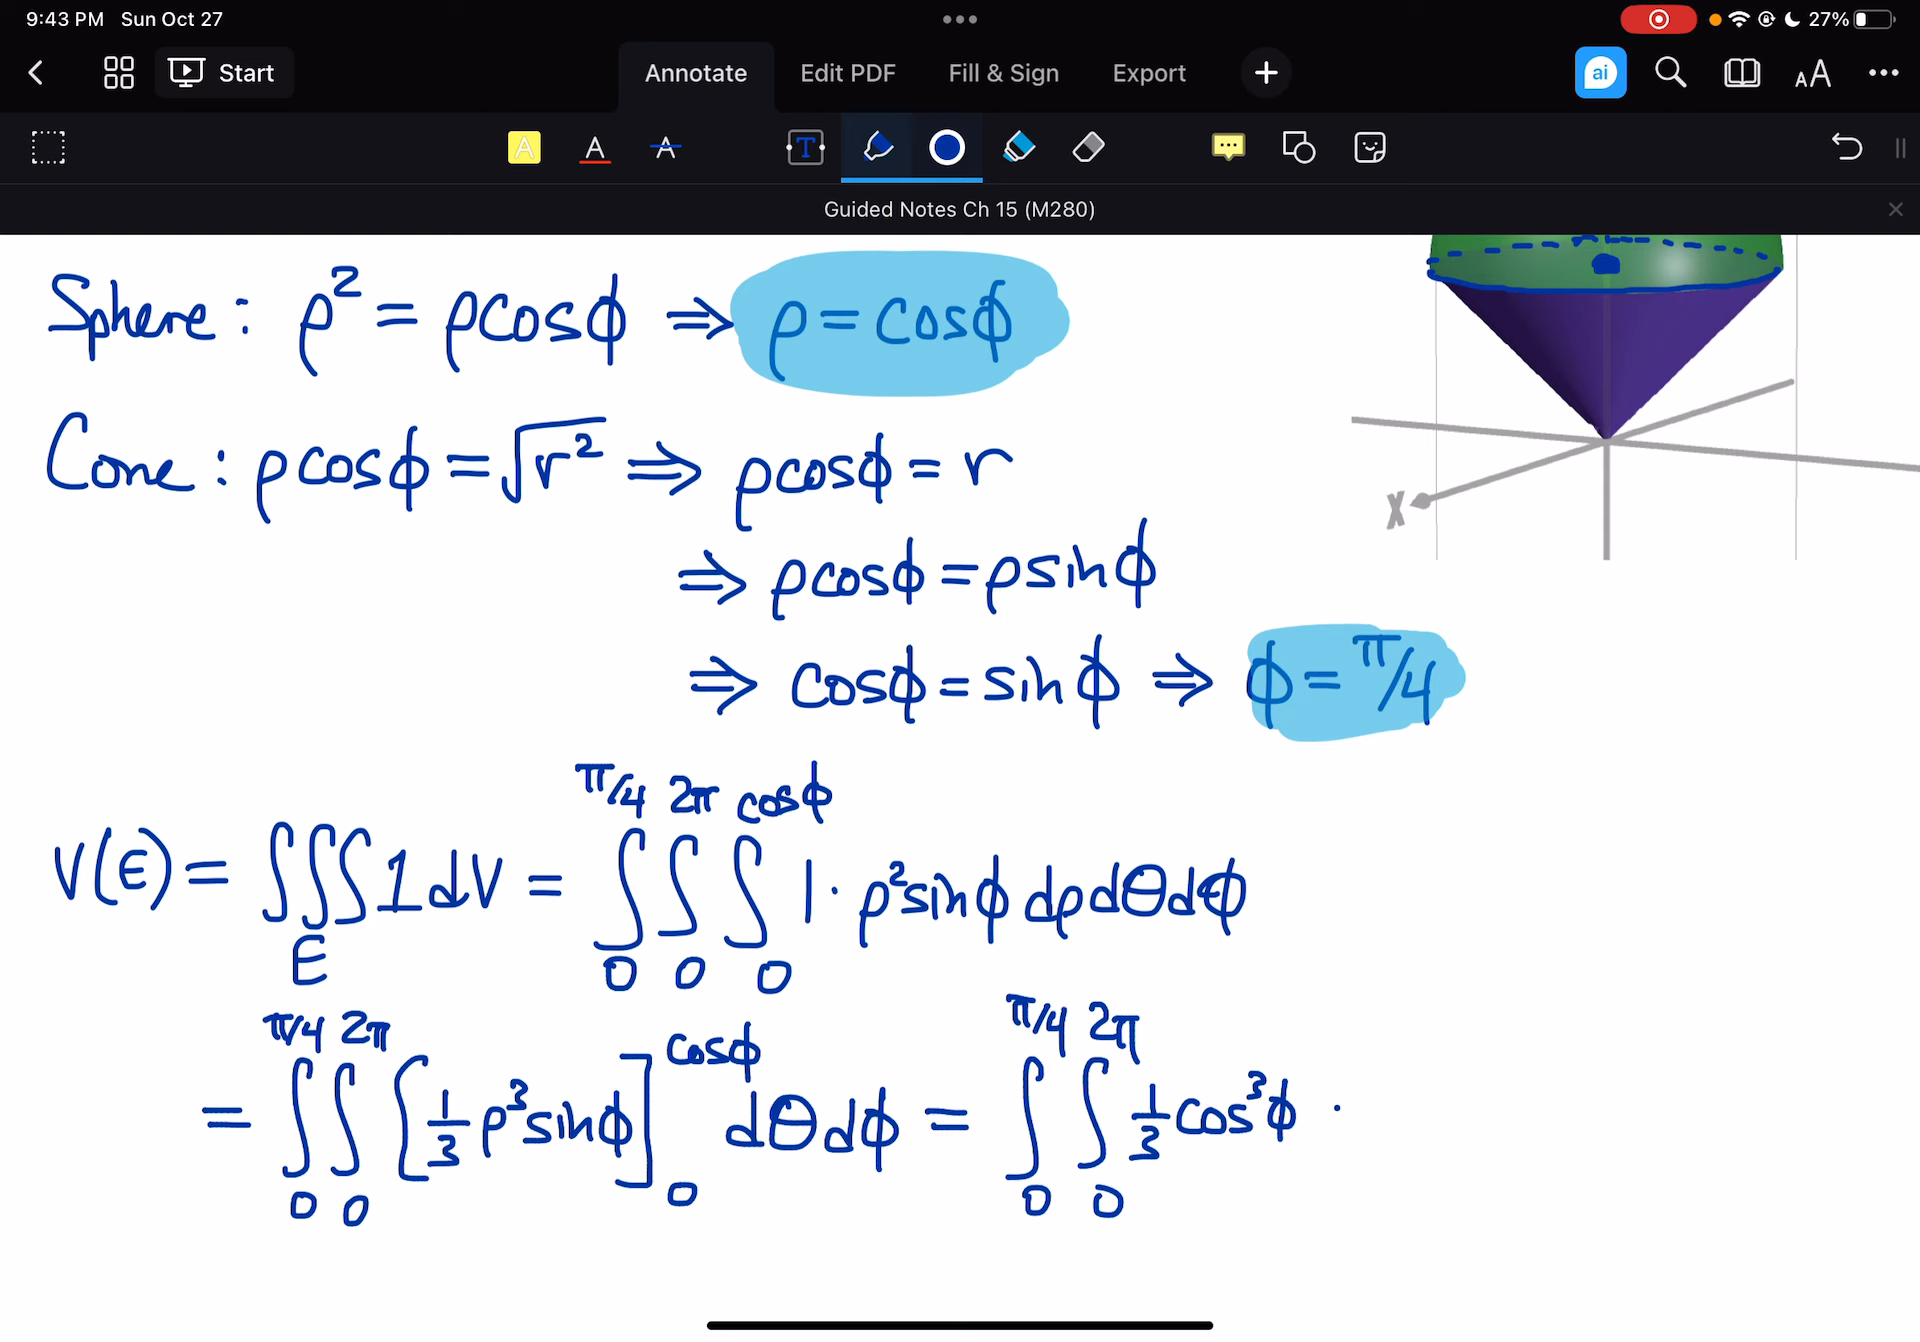 9:43 PM Sun Oct 27
27%
Start
Annotate
Edit PDF
Fill & Sign
Export
ai
AA
A A A T
Guided Notes Ch 15 (M280)
Sphere: ρ² = ρcosϕ ⇒ ρ = cosϕ
Cone: ρcosϕ = √r² ⇒ ρcosϕ = r
⇒ ρcosϕ = ρsinϕ
⇒ cosϕ = sinϕ ⇒ ϕ = π/4
X
V(E) = ∭_E 1dV = ∫_0^{π/4} ∫_0^{2π} ∫_0^{cosϕ} 1 · ρ²sinϕ dρdθdϕ
= ∫_0^{π/4} ∫_0^{2π} [1/3 ρ³sinϕ]_0^{cosϕ} dθdϕ = ∫_0^{π/4} ∫_0^{2π} 1/3 cos³ϕ ·